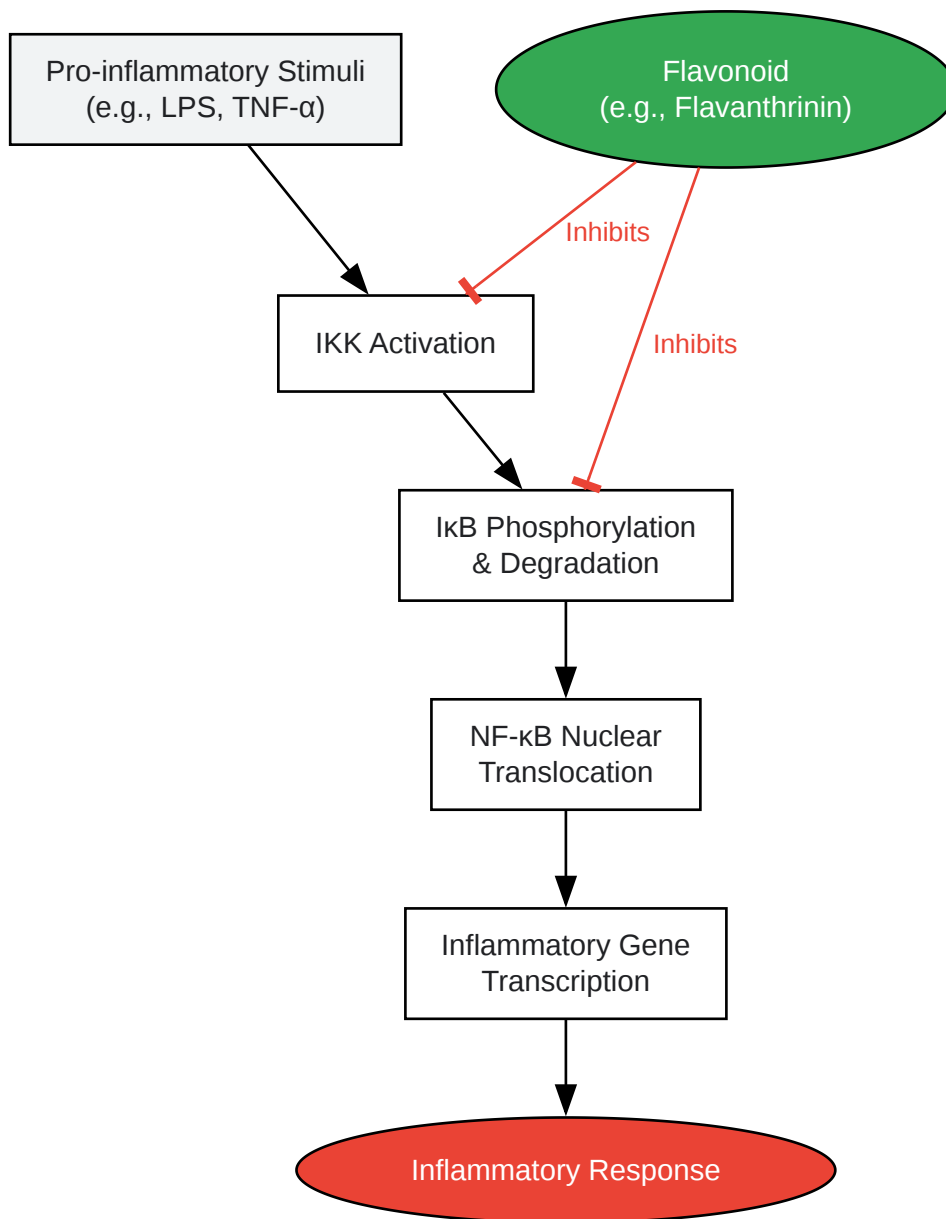 Pro-inflammatory Stimuli
(e.g., LPS, TNF-α)
Flavonoid
(e.g., Flavanthrinin)
Inhibits
Inhibits
IKK Activation
IκB Phosphorylation
& Degradation
NF-κB Nuclear
Translocation
Inflammatory Gene
Transcription
Inflammatory Response